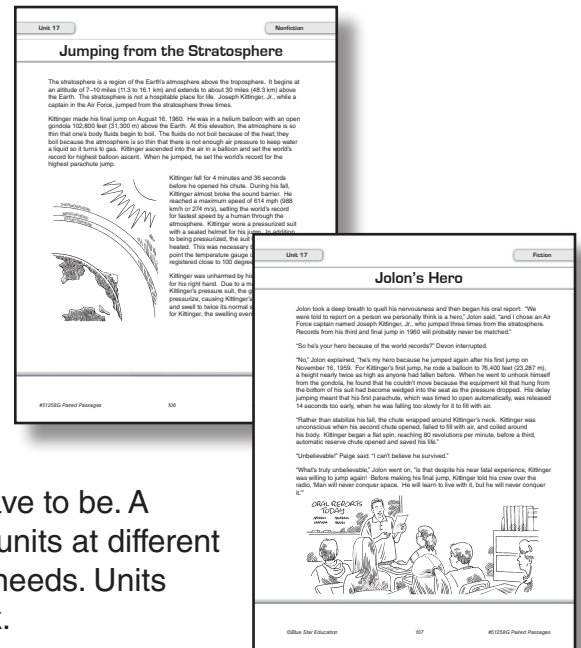 Unit 17
Nonfiction
Jumping from the Stratosphere
The stratosphere is a region of the Earth's atmosphere above the troposphere. It begins at
an altitude of 7–10 miles (11.3 to 16.1 km) and extends to about 30 miles (48.3 km) above
the Earth. The stratosphere is not a hospitable place for life. Joseph Kittinger, Jr., while a
captain in the Air Force, jumped from the stratosphere three times.
Kittinger made his final jump on August 16, 1960. He was in a helium balloon with an open
gondola 102,800 feet (31,300 m) above the Earth. At this elevation, the atmosphere is so
thin that one's body fluids begin to boil. The fluids do not boil because of the heat; they
boil because the atmosphere is so thin that there is not enough air pressure to keep water
a liquid so it turns to gas. Kittinger ascended into the air in a balloon and set the world's
record for highest balloon ascent. When he jumped, he set the world's record for the
highest parachute jump.
Kittinger fell for 4 minutes and 36 seconds
before he opened his chute. During his fall,
Kittinger almost broke the sound barrier. He
reached a maximum speed of 614 mph (988
km/h or 274 m/s), setting the world's record
for fastest speed by a human through the
atmosphere. Kittinger wore a pressurized suit
with a sealed helmet for his jump. In addition
to being pressurized, the suit
heated. This was necessary
point the temperature gauge
registered close to 100 degree
Kittinger was unharmed by his
for his right hand. Due to a m
Kittinger's pressure suit, the g
pressurize, causing Kittinger's
and swell to twice its normal s
for Kittinger, the swelling even
#51258G Paired Passages
106
Unit 17
Fiction
Jolon's Hero
Jolon took a deep breath to quell his nervousness and then began his oral report: "We
were told to report on a person we personally think is a hero," Jolon said, "and I chose an Air
Force captain named Joseph Kittinger, Jr., who jumped three times from the stratosphere.
Records from his third and final jump in 1960 will probably never be matched."
"So he's your hero because of the world records?" Devon interrupted.
"No," Jolon explained, "he's my hero because he jumped again after his first jump on
November 16, 1959. For Kittinger's first jump, he rode a balloon to 76,400 feet (23,287 m),
a height nearly twice as high as anyone had fallen before. When he went to unhook himself
from the gondola, he found that he couldn't move because the equipment kit that hung from
the bottom of his suit had become wedged into the seat as the pressure dropped. His delay
jumping meant that his first parachute, which was timed to open automatically, was released
14 seconds too early, when he was falling too slowly for it to fill with air.
"Rather than stabilize his fall, the chute wrapped around Kittinger's neck. Kittinger was
unconscious when his second chute opened, failed to fill with air, and coiled around
his body. Kittinger began a flat spin, reaching 80 revolutions per minute, before a third,
automatic reserve chute opened and saved his life."
"Unbelievable!" Paige said. "I can't believe he survived."
"What's truly unbelievable," Jolon went on, "is that despite his near fatal experience, Kittinger
was willing to jump again! Before making his final jump, Kittinger told his crew over the
radio, 'Man will never conquer space. He will learn to live with it, but he will never conquer
it.'"
ORAL REPORTS
TODAY
©Blue Star Education
107
#51258G Paired Passages
ave to be. A
units at different
needs. Units